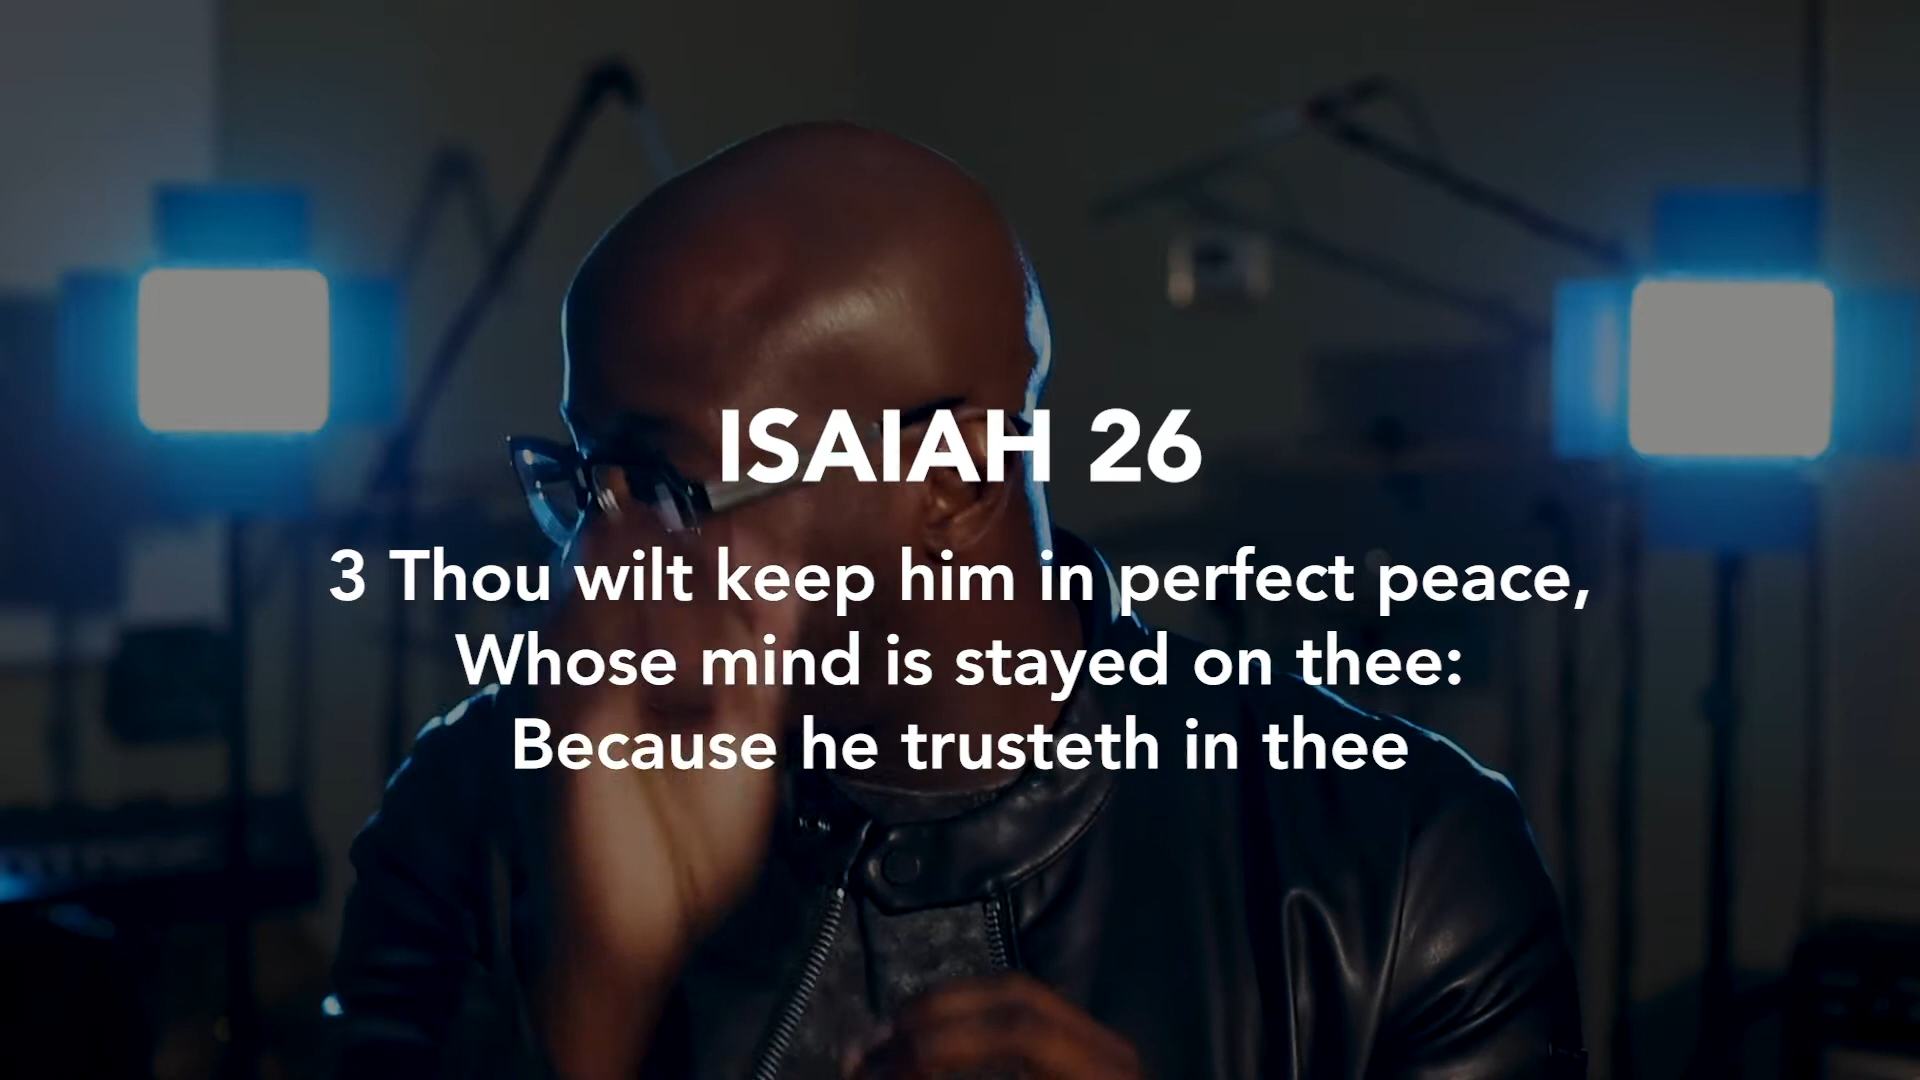 ISAIAH 26
3 Thou wilt keep him in perfect peace,
Whose mind is stayed on thee:
Because he trusteth in thee